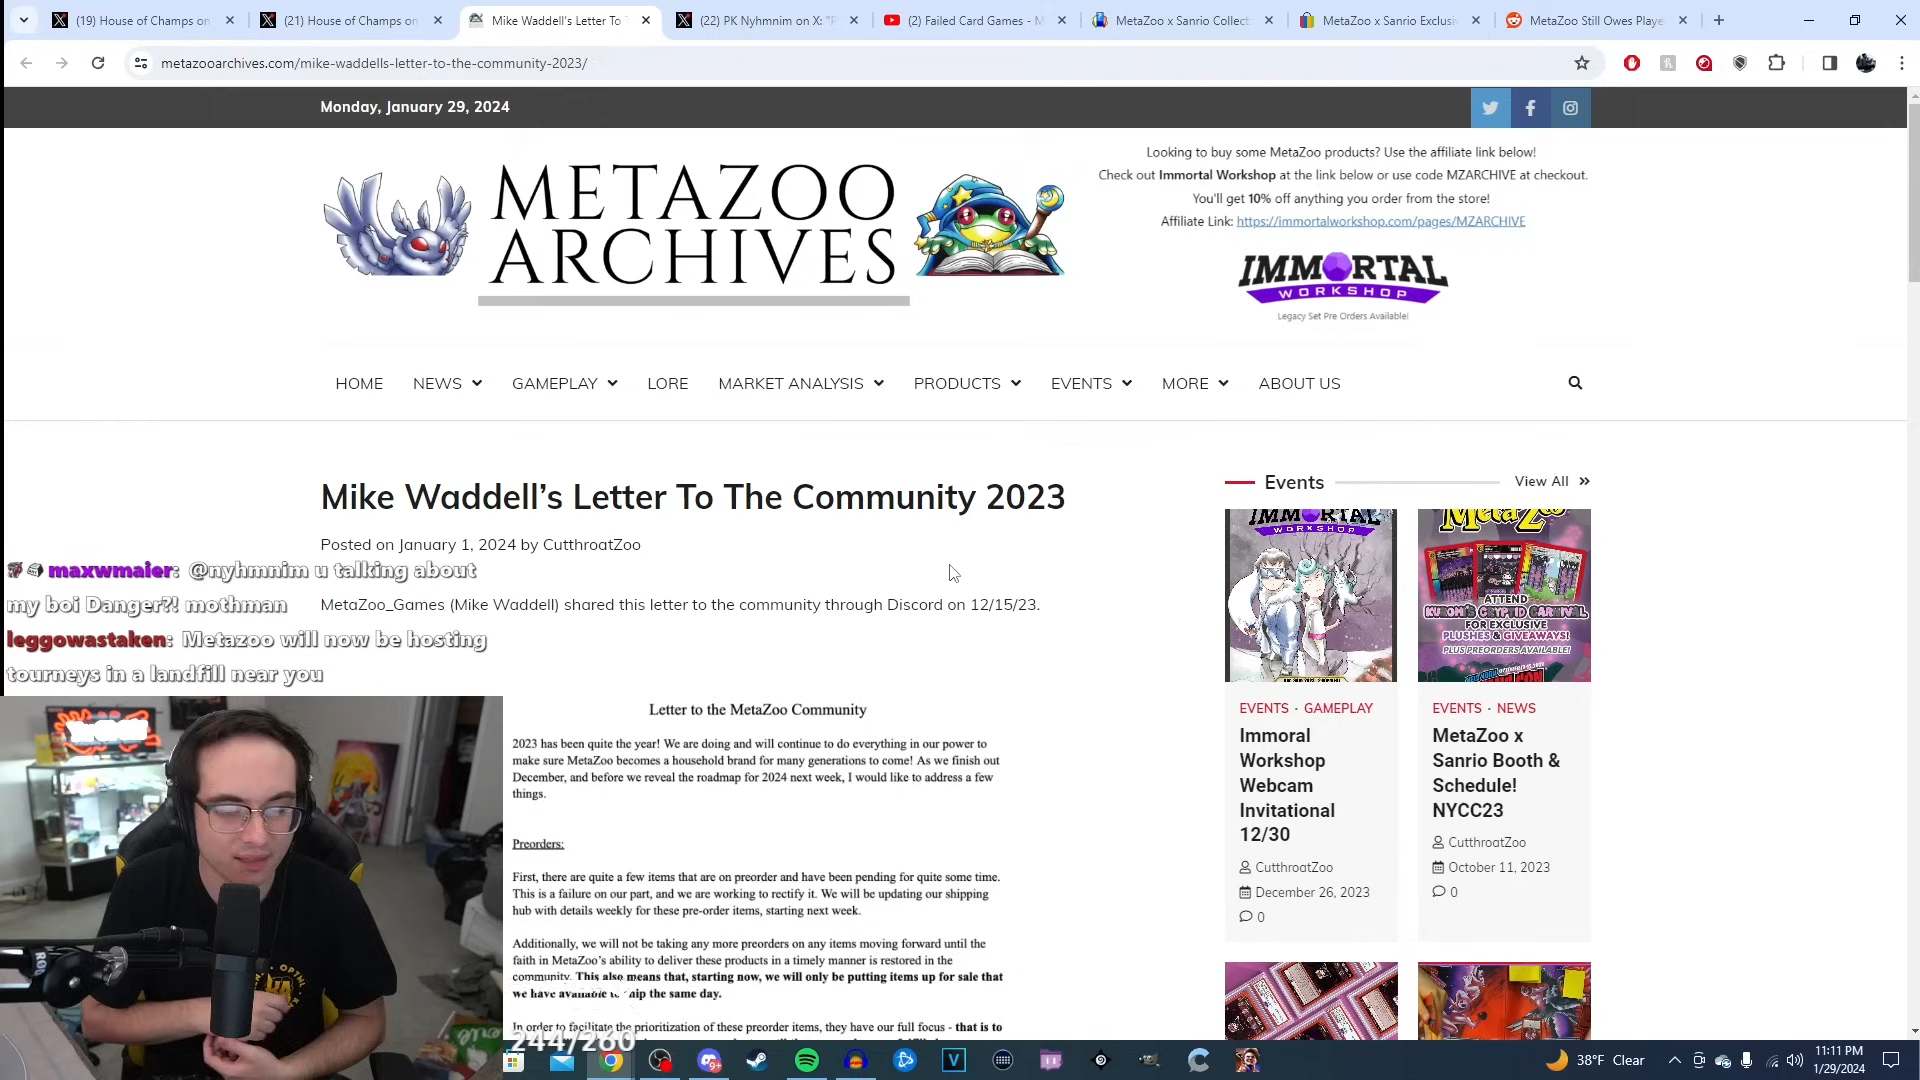 (19) House of Champs on
(21) House of Champs on
Mike Waddell's Letter To T
(22) PK Nyhmnim on X: "F
(2) Failed Card Games - M
MetaZoo x Sanrio Collect
MetaZoo x Sanrio Exclusiv
MetaZoo Still Owes Playe
metazooarchives.com/mike-waddells-letter-to-the-community-2023/
Monday, January 29, 2024
METAZOO
ARCHIVES
Looking to buy some MetaZoo products? Use the affiliate link below!
Check out Immortal Workshop at the link below or use code MZARCHIVE at checkout.
You'll get 10% off anything you order from the store!
Affiliate Link: https://immortalworkshop.com/pages/MZARCHIVE
IMMORTAL
WORKSHOP
Legacy Set Pre Orders Available!
HOME NEWS GAMEPLAY LORE MARKET ANALYSIS PRODUCTS EVENTS MORE ABOUT US
Mike Waddell's Letter To The Community 2023
Posted on January 1, 2024 by CutthroatZoo
MetaZoo_Games (Mike Waddell) shared this letter to the community through Discord on 12/15/23.
maxwmaier: @nyhmnim u talking about
my boi Danger?! mothman
leggowastaken: Metazoo will now be hosting
tourneys in a landfill near you
Letter to the MetaZoo Community
2023 has been quite the year! We are doing and will continue to do everything in our power to
make sure MetaZoo becomes a household brand for many generations to come! As we finish out
December, and before we reveal the roadmap for 2024 next week, I would like to address a few
things.
Preorders:
First, there are quite a few items that are on preorder and have been pending for quite some time.
This is a failure on our part, and we are working to rectify it. We will be updating our shipping
hub with details weekly for these pre-order items, starting next week.
Additionally, we will not be taking any more preorders on any items moving forward until the
faith in MetaZoo's ability to deliver these products in a timely manner is restored in the
community. This also means that, starting now, we will only be putting items up for sale that
we have available to ship the same day.
In order to facilitate the prioritization of these preorder items, they have our full focus - that is to
244/260
Events
View All
IMMORTAL
WORKSHOP
MetaZoo
ATTEND
KUROMI'S CRYPTID CARNIVAL
FOR EXCLUSIVE
PLUSHES & GIVEAWAYS!
PLUS PREORDERS AVAILABLE!
EVENTS · GAMEPLAY
Immoral
Workshop
Webcam
Invitational
12/30
CutthroatZoo
December 26, 2023
0
EVENTS · NEWS
MetaZoo x
Sanrio Booth &
Schedule!
NYCC23
CutthroatZoo
October 11, 2023
0
38°F Clear
11:11 PM
1/29/2024